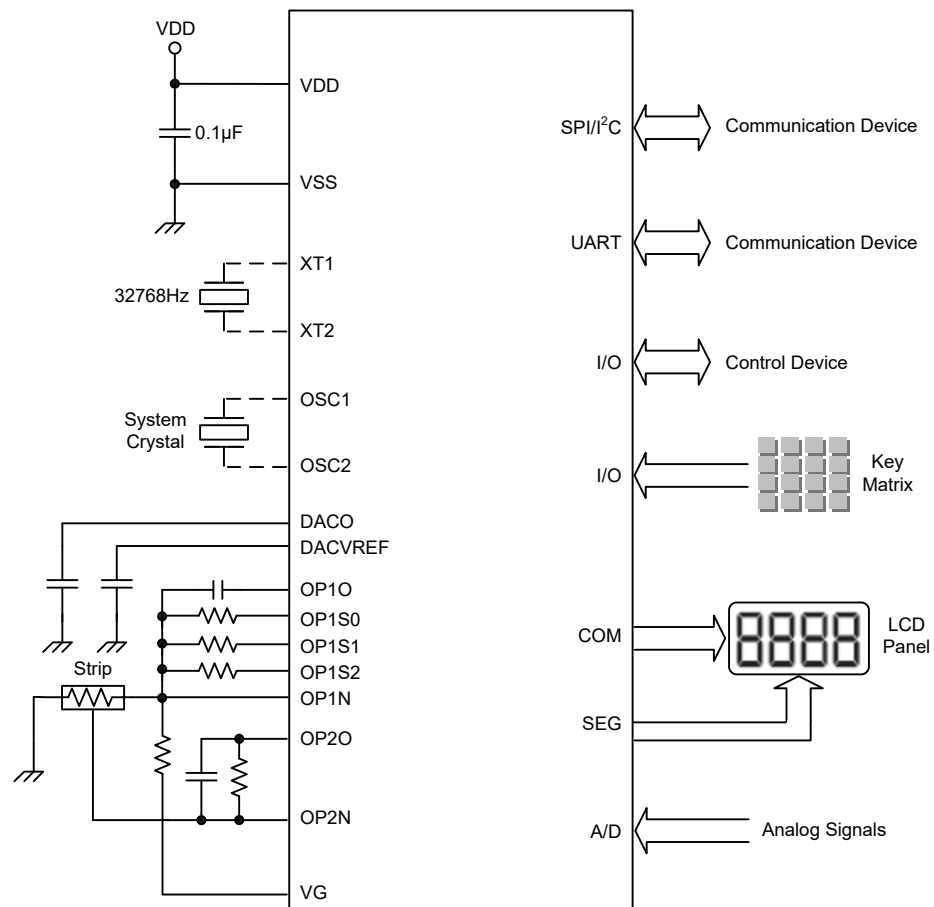 VDD
VDD
0.1µF
VSS
XT1
32768Hz
XT2
OSC1
System
Crystal
OSC2
DACO
DACVREF
OP1O
OP1S0
OP1S1
OP1S2
Strip
OP1N
OP2O
OP2N
VG
SPI/I²C
Communication Device
UART
Communication Device
I/O
Control Device
I/O
Key
Matrix
COM
8888
LCD
Panel
SEG
A/D
Analog Signals